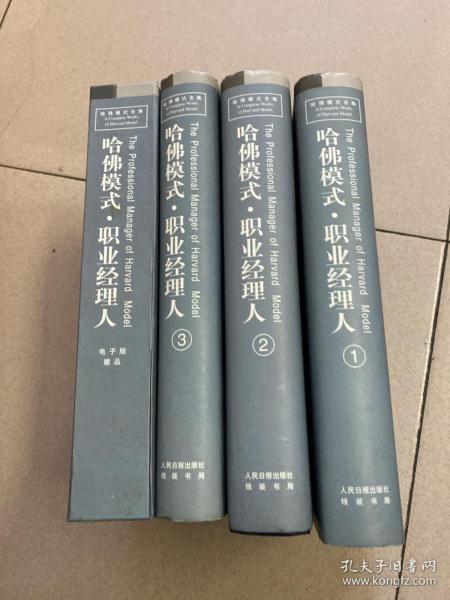 哈佛模式全集
A Complete Works
of Harvard Model
哈佛模式·职业经理人
The Professional Manager of Harvard Model
电子版
赠品
哈佛模式全集
A Complete Works
of Harvard Model
哈佛模式·职业经理人
The Professional Manager of Harvard Model
3
人民日报出版社
线装书局
哈佛模式全集
A Complete Works
of Harvard Model
哈佛模式·职业经理人
The Professional Manager of Harvard Model
2
人民日报出版社
线装书局
哈佛模式全集
A Complete Works
of Harvard Model
哈佛模式·职业经理人
The Professional Manager of Harvard Model
1
人民日报出版社
线装书局
孔夫子旧书网
www.kongfz.com